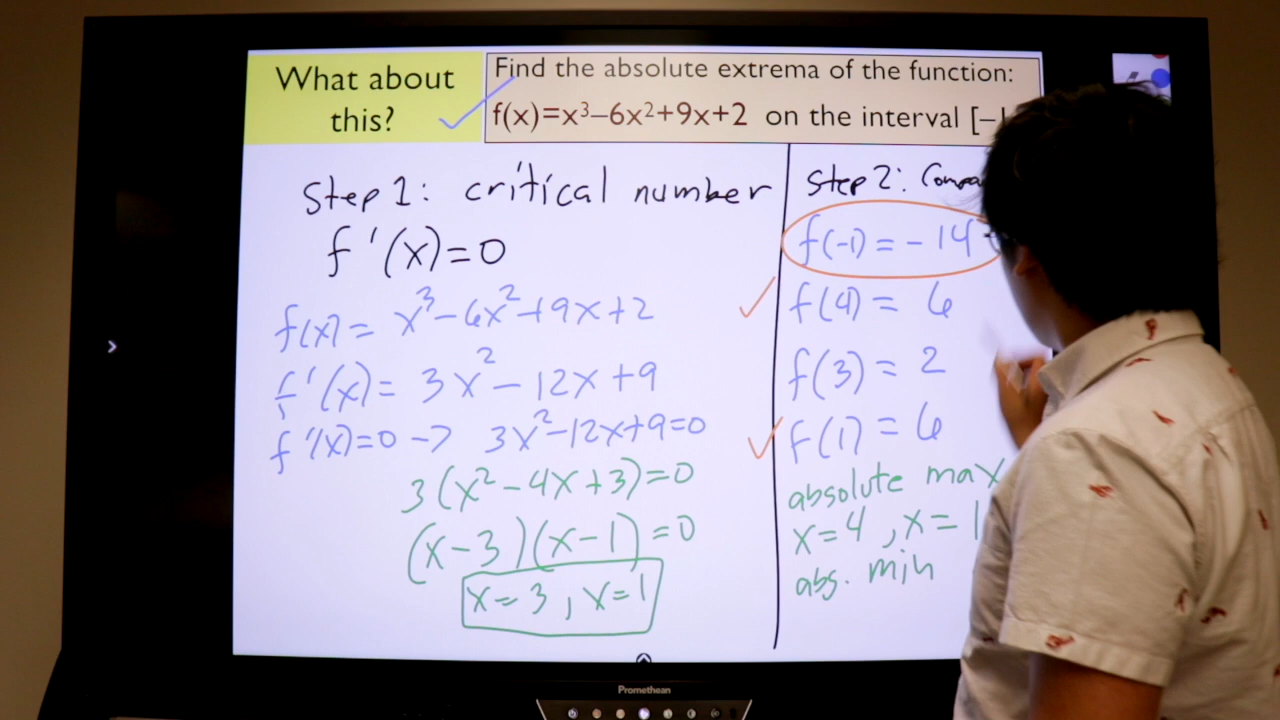 What about
this?
Find the absolute extrema of the function:
f(x)=x³–6x²+9x+2 on the interval [–1
Step 1: critical number
f'(x)=0
f(x)= x³-6x²+9x+2
f'(x)= 3x²-12x+9
f'(x)=0 -> 3x²-12x+9=0
3(x²-4x+3)=0
(x-3)(x-1)=0
x=3, x=1
Step 2:
f(-1) = -14
f(4) = 6
f(3) = 2
f(1) = 6
absolute max
x=4, x=1
abs. min
Promethean